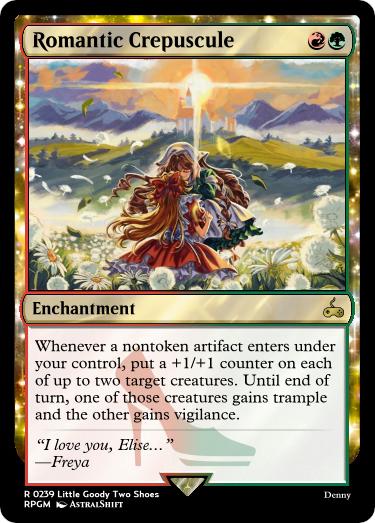 Romantic Crepuscule
Enchantment
Whenever a nontoken artifact enters under
your control, put a +1/+1 counter on each
of up to two target creatures. Until end of
turn, one of those creatures gains trample
and the other gains vigilance.
“I love you, Elise...”
—Freya
R 0239 Little Goody Two Shoes
Denny
RPGM AstralShift